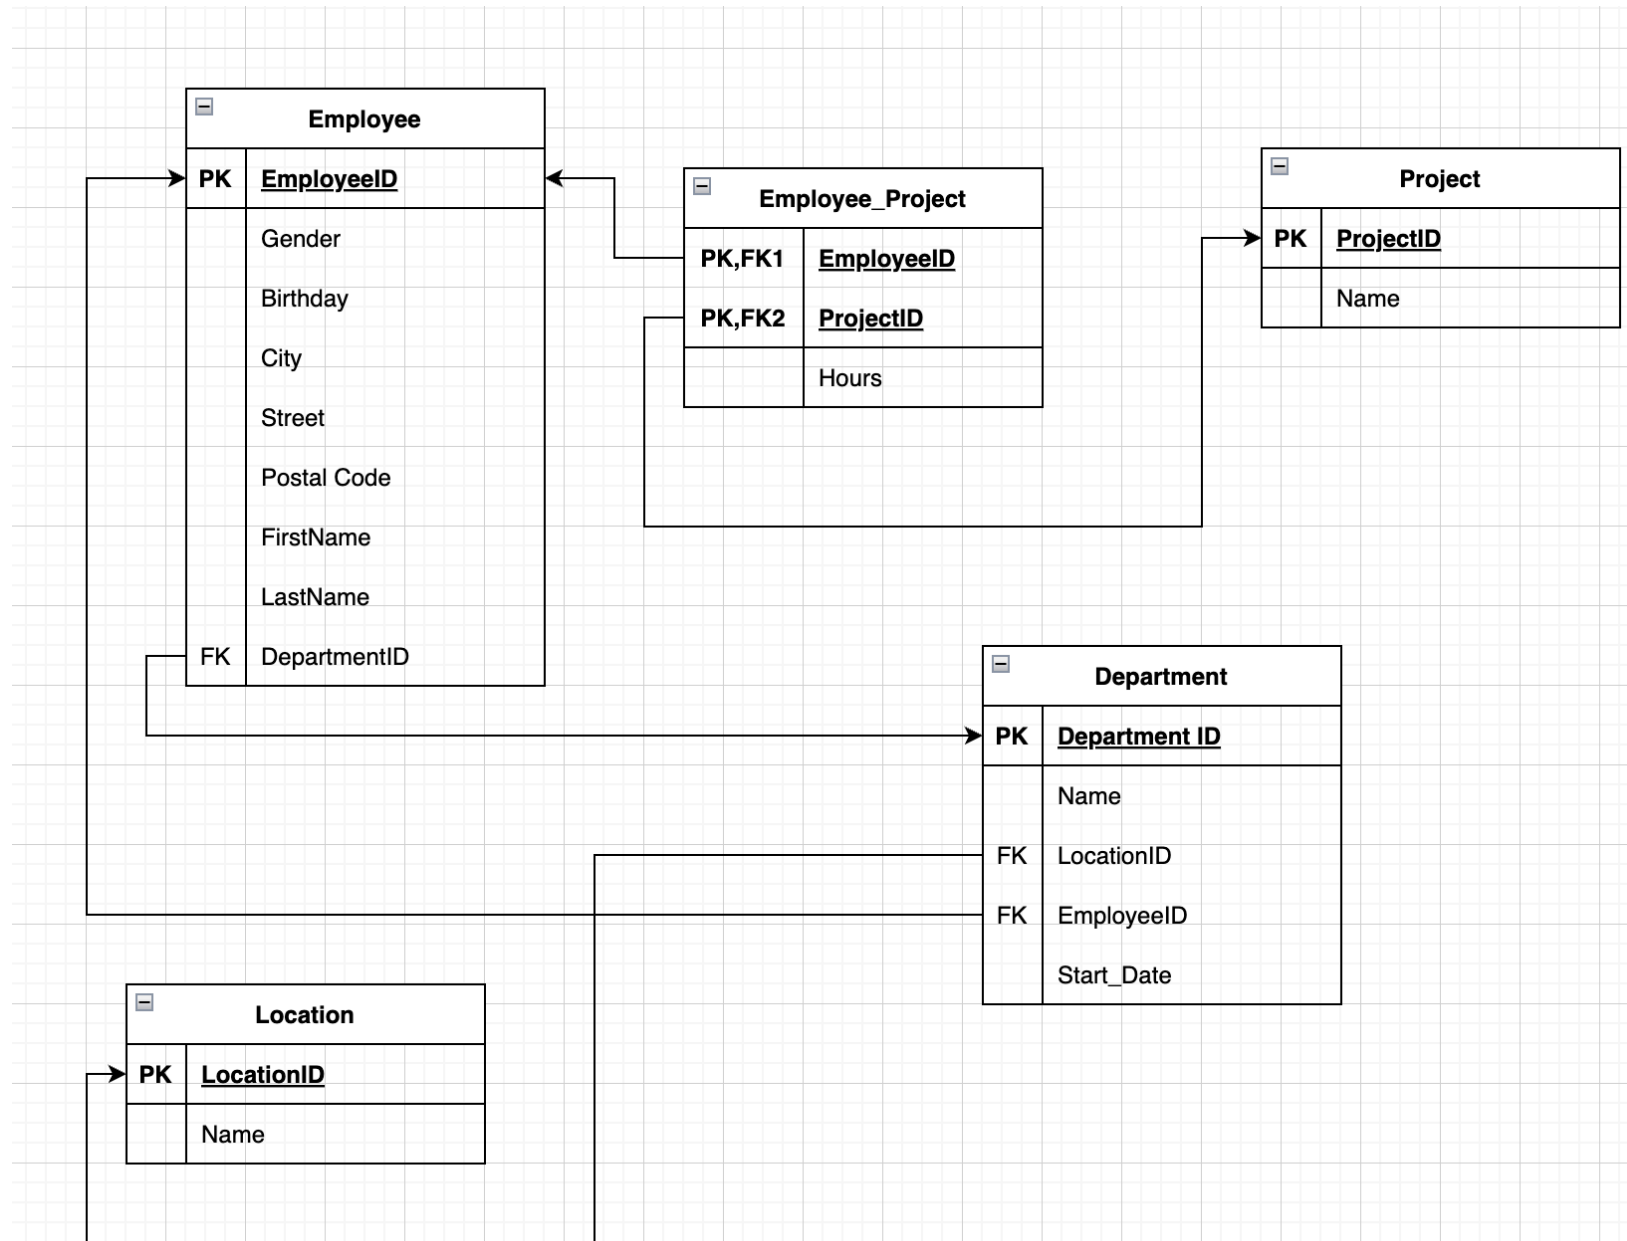 Employee
PK EmployeeID
Gender
Birthday
City
Street
Postal Code
FirstName
LastName
FK DepartmentID
Employee_Project
PK,FK1 EmployeeID
PK,FK2 ProjectID
Hours
Project
PK ProjectID
Name
Department
PK Department ID
Name
FK LocationID
FK EmployeeID
Start_Date
Location
PK LocationID
Name